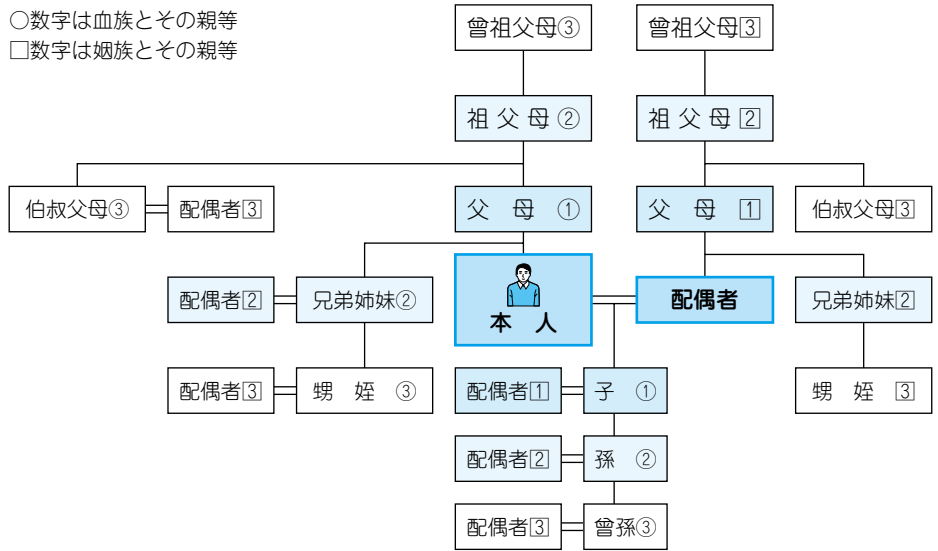 ○数字は血族とその親等
□数字は姻族とその親等
曾祖父母③
曾祖父母3⃣
祖父母②
祖父母2⃣
伯叔父母③
配偶者3⃣
父母①
父母1⃣
伯叔父母3⃣
配偶者2⃣
兄弟姉妹②
本人
配偶者
兄弟姉妹2⃣
配偶者3⃣
甥姪③
配偶者1⃣
子①
甥姪3⃣
配偶者2⃣
孫②
配偶者3⃣
曾孫③